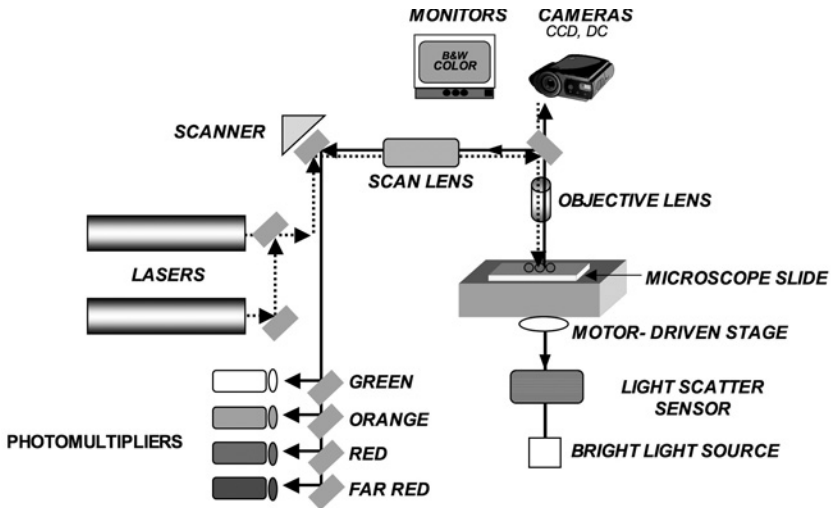 MONITORS
CAMERAS
CCD, DC
B&W
COLOR
SCANNER
SCAN LENS
OBJECTIVE LENS
LASERS
MICROSCOPE SLIDE
MOTOR- DRIVEN STAGE
GREEN
LIGHT SCATTER
SENSOR
ORANGE
PHOTOMULTIPLIERS
RED
BRIGHT LIGHT SOURCE
FAR RED